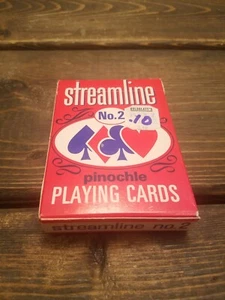 streamline
No.2
.10
pinochle
PLAYING CARDS
streamline no.2